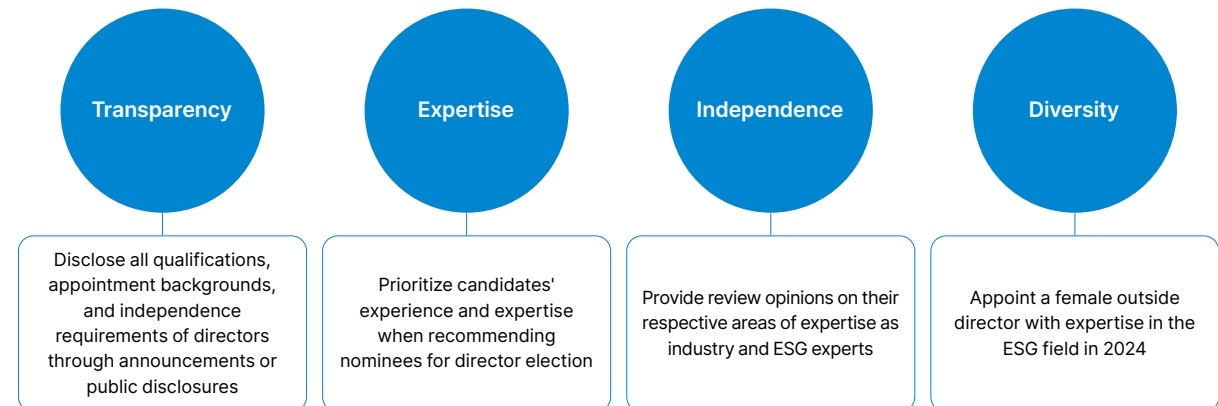 Transparency
Expertise
Independence
Diversity
Disclose all qualifications,
appointment backgrounds,
and independence
requirements of directors
through announcements or
public disclosures
Prioritize candidates'
experience and expertise
when recommending
nominees for director election
Provide review opinions on their
respective areas of expertise as
industry and ESG experts
Appoint a female outside
director with expertise in the
ESG field in 2024